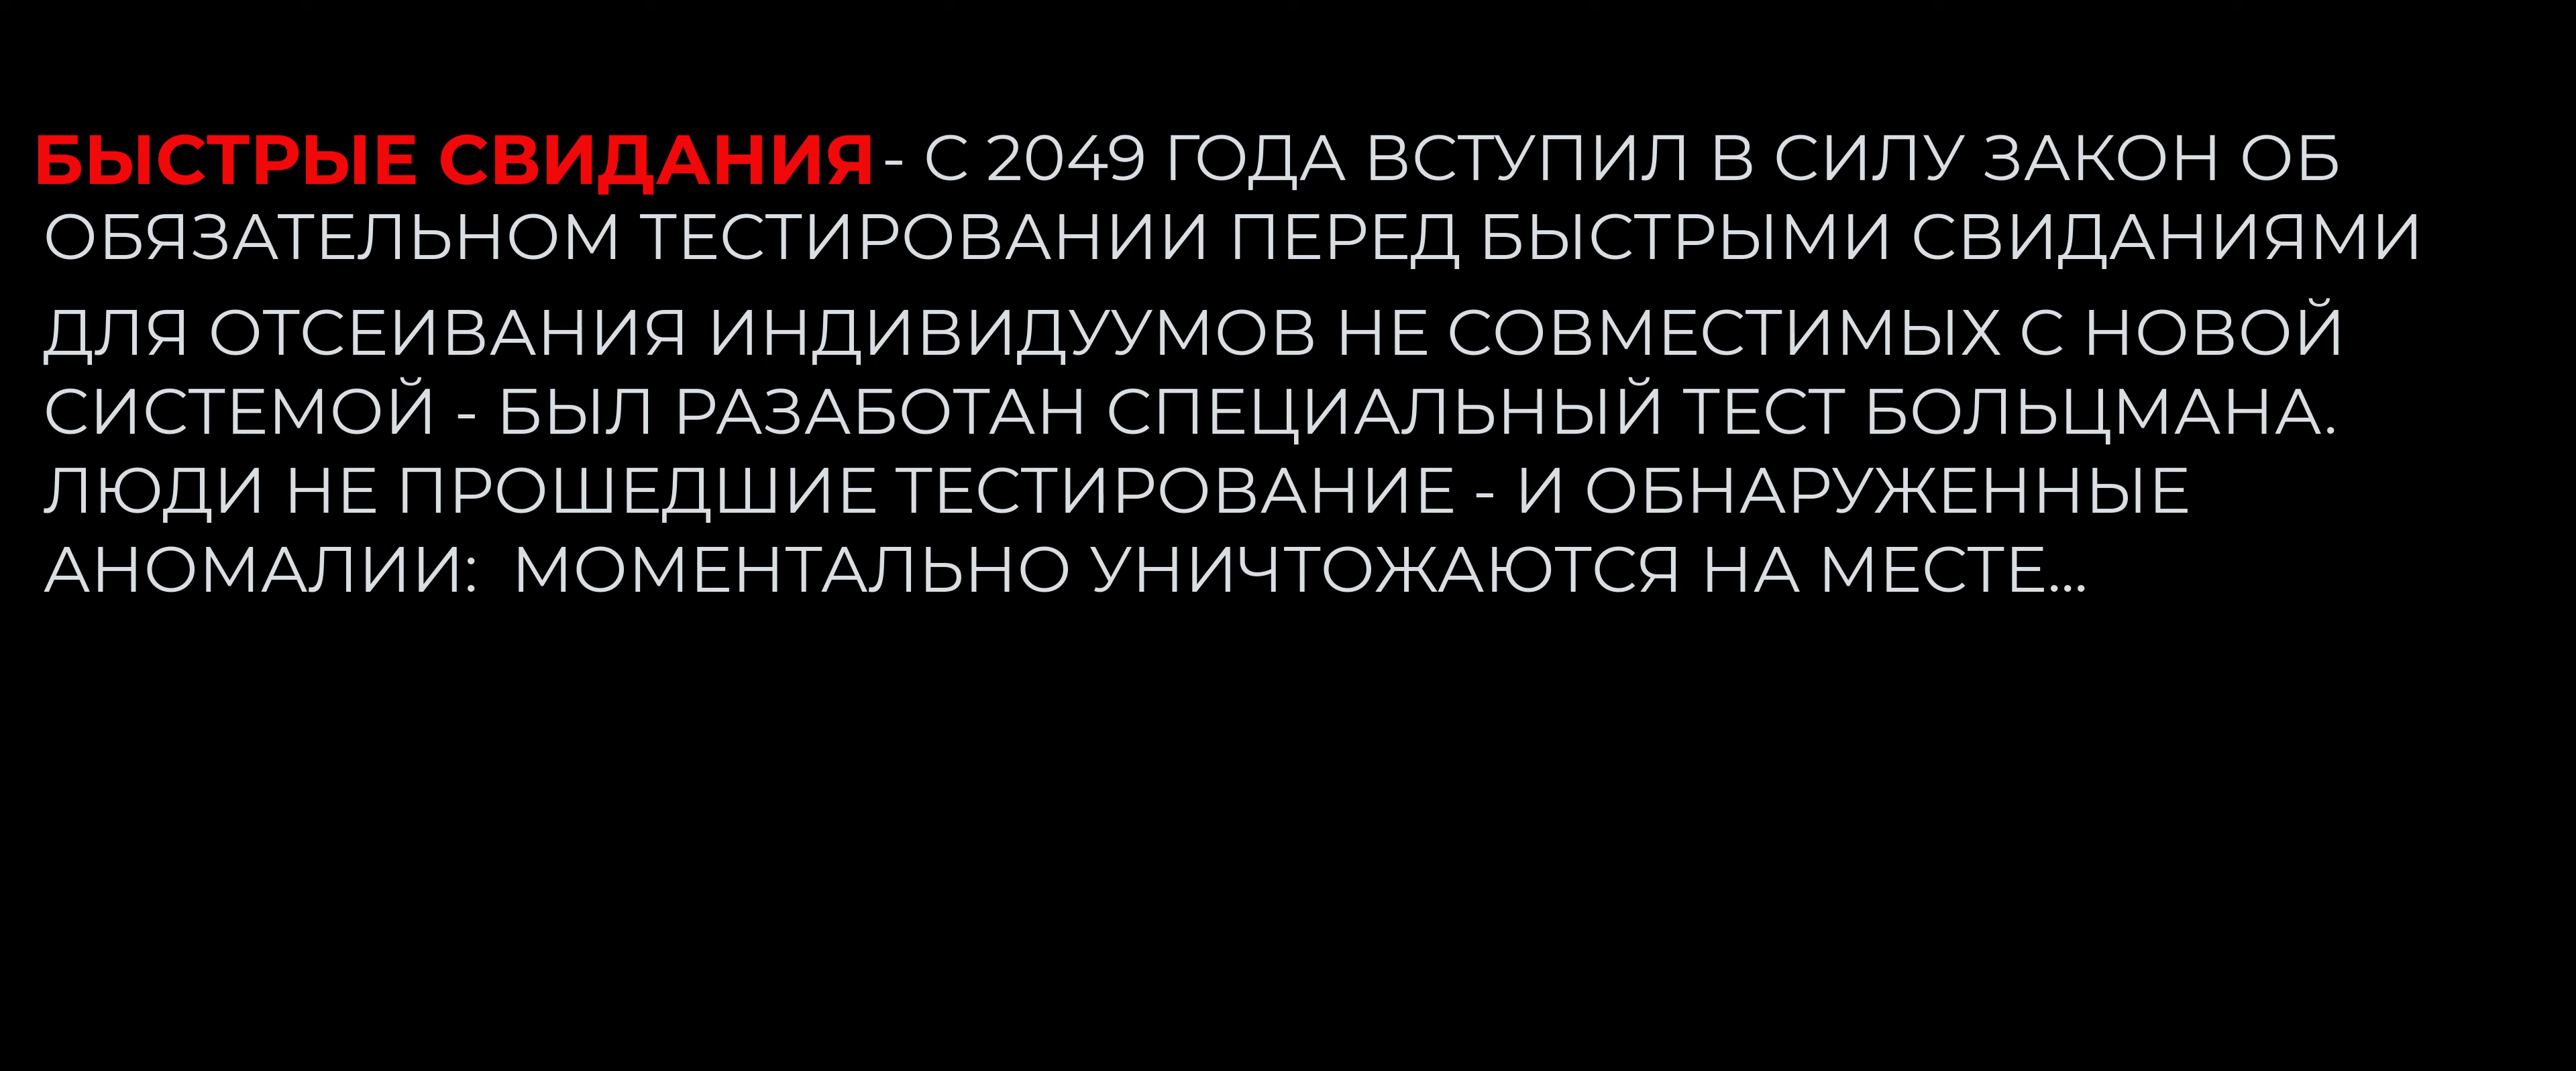 БЫСТРЫЕ СВИДАНИЯ - С 2049 ГОДА ВСТУПИЛ В СИЛУ ЗАКОН ОБ
ОБЯЗАТЕЛЬНОМ ТЕСТИРОВАНИИ ПЕРЕД БЫСТРЫМИ СВИДАНИЯМИ
ДЛЯ ОТСЕИВАНИЯ ИНДИВИДУУМОВ НЕ СОВМЕСТИМЫХ С НОВОЙ
СИСТЕМОЙ - БЫЛ РАЗАБОТАН СПЕЦИАЛЬНЫЙ ТЕСТ БОЛЬЦМАНА.
ЛЮДИ НЕ ПРОШЕДШИЕ ТЕСТИРОВАНИЕ - И ОБНАРУЖЕННЫЕ
АНОМАЛИИ:  МОМЕНТАЛЬНО УНИЧТОЖАЮТСЯ НА МЕСТЕ...